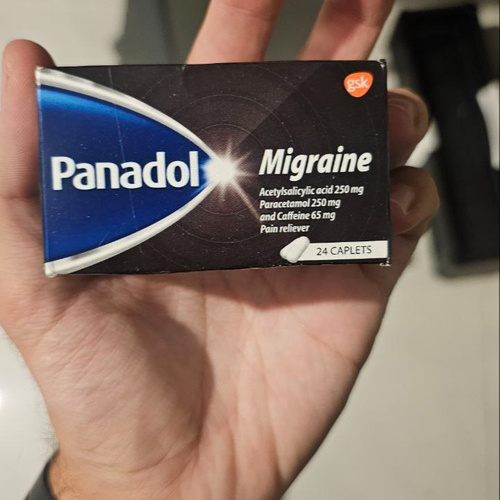 gsk
Panadol
Migraine
Acetylsalicylic acid 250 mg
Paracetamol 250 mg
and Caffeine 65 mg
Pain reliever
24 CAPLETS